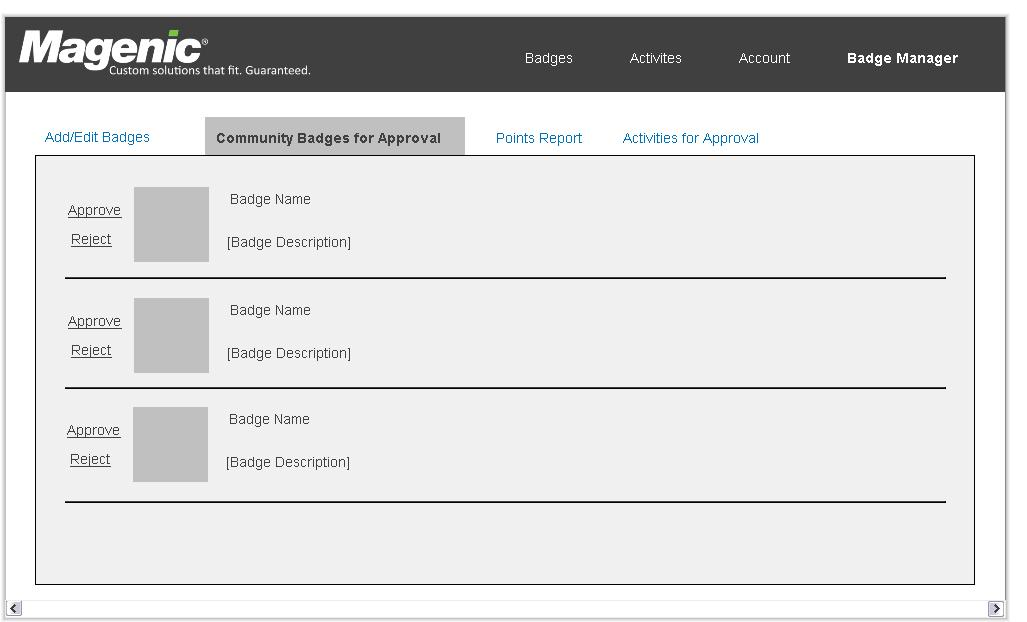 Magenic®
Custom solutions that fit. Guaranteed.
Badges Activites Account Badge Manager
Add/Edit Badges Community Badges for Approval Points Report Activities for Approval
Badge Name
Approve
Reject
[Badge Description]
Badge Name
Approve
Reject
[Badge Description]
Badge Name
Approve
Reject
[Badge Description]